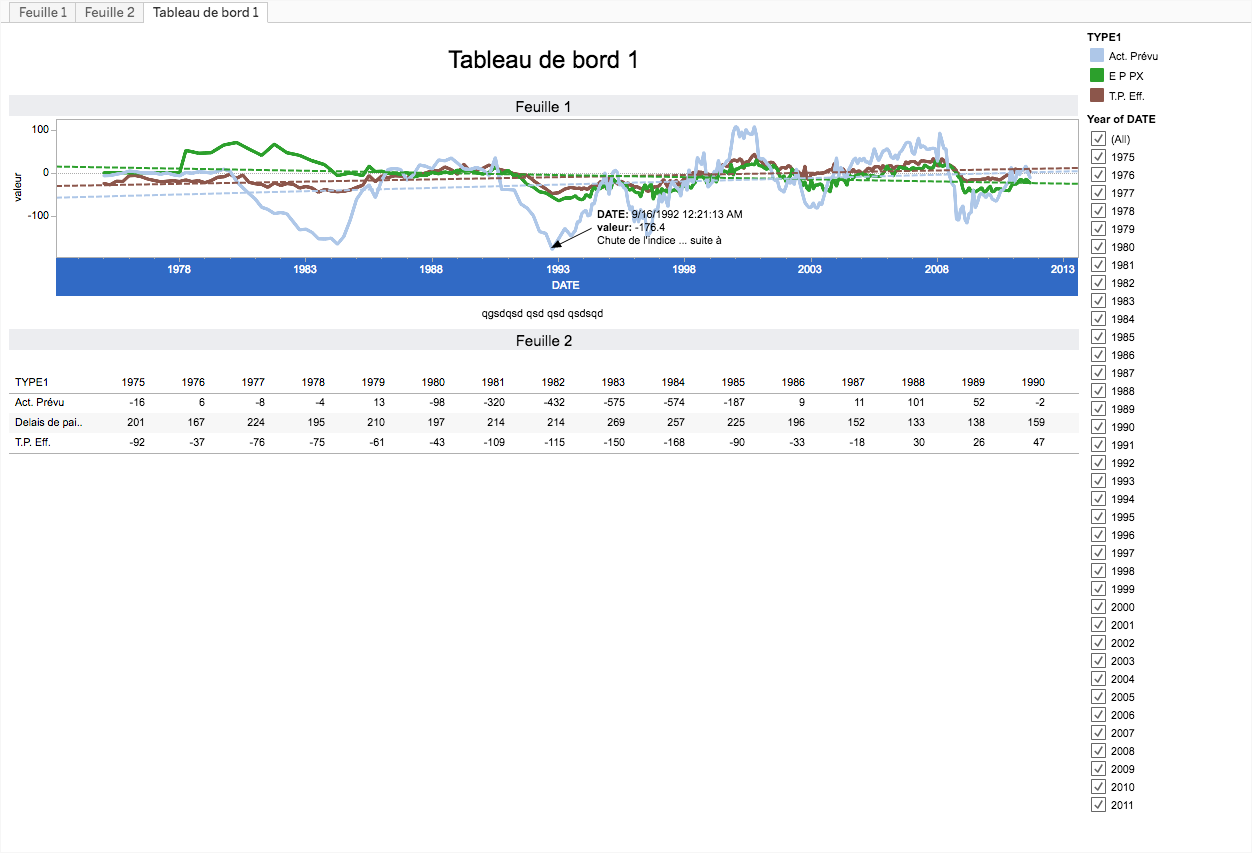 Feuille 1 Feuille 2 Tableau de bord 1
Tableau de bord 1
Feuille 1
100
0
-100
valeur
DATE: 9/16/1992 12:21:13 AM
valeur: -176.4
Chute de l'indice ... suite à
1978 1983 1988 1993 1998 2003 2008 2013
DATE
qgsdqsd qsd qsd qsdsqd
Feuille 2
TYPE1 1975 1976 1977 1978 1979 1980 1981 1982 1983 1984 1985 1986 1987 1988 1989 1990
Act. Prévu -16 6 -8 -4 13 -98 -320 -432 -575 -574 -187 9 11 101 52 -2
Delais de pai.. 201 167 224 195 210 197 214 214 269 257 225 196 152 133 138 159
T.P. Eff. -92 -37 -76 -75 -61 -43 -109 -115 -150 -168 -90 -33 -18 30 26 47
TYPE1
Act. Prévu
E P PX
T.P. Eff.
Year of DATE
(All)
1975
1976
1977
1978
1979
1980
1981
1982
1983
1984
1985
1986
1987
1988
1989
1990
1991
1992
1993
1994
1995
1996
1997
1998
1999
2000
2001
2002
2003
2004
2005
2006
2007
2008
2009
2010
2011